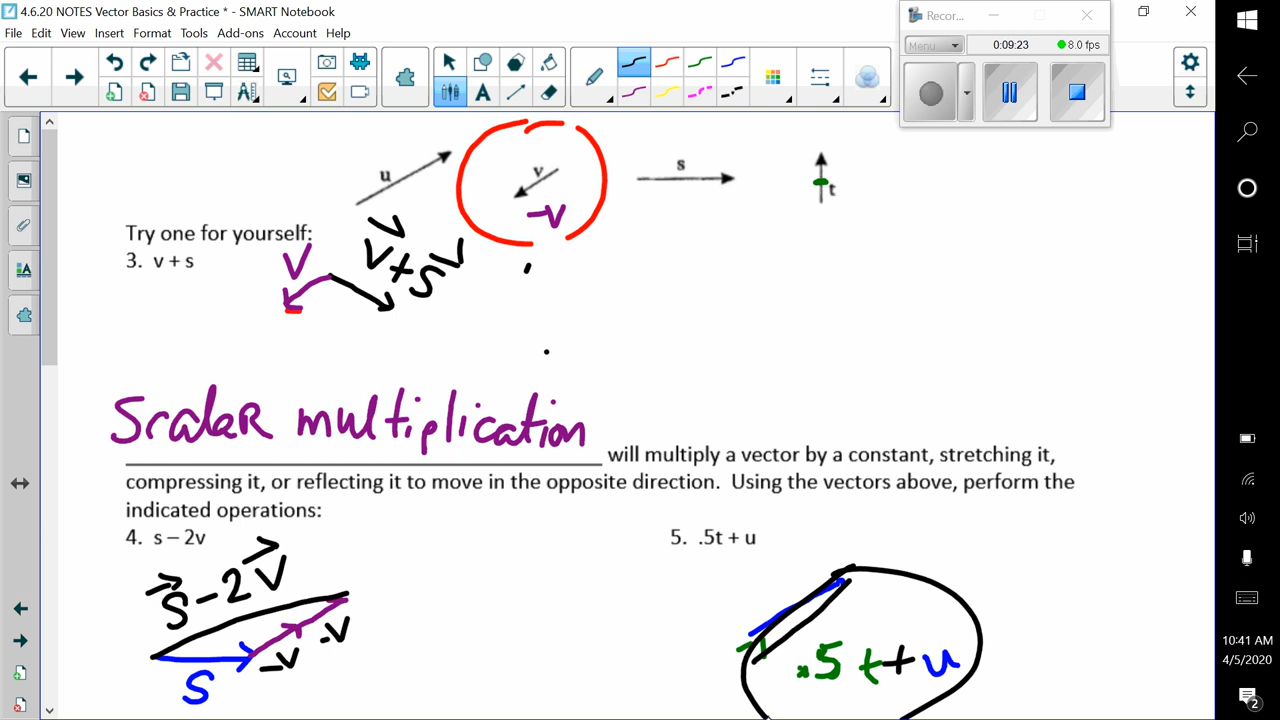 4.6.20 NOTES Vector Basics & Practice * - SMART Notebook
Recor...
File Edit View Insert Format Tools Add-ons Account Help
Menu 0:09:23 8.0 fps
u
v
s
t
-v
Try one for yourself:
3. v + s
v
v
v+s v
Scaler multiplication
will multiply a vector by a constant, stretching it,
compressing it, or reflecting it to move in the opposite direction. Using the vectors above, perform the
indicated operations:
4. s – 2v
5. .5t + u
s-2v
-v
-v
s
.5t+u
10:41 AM
4/5/2020
2